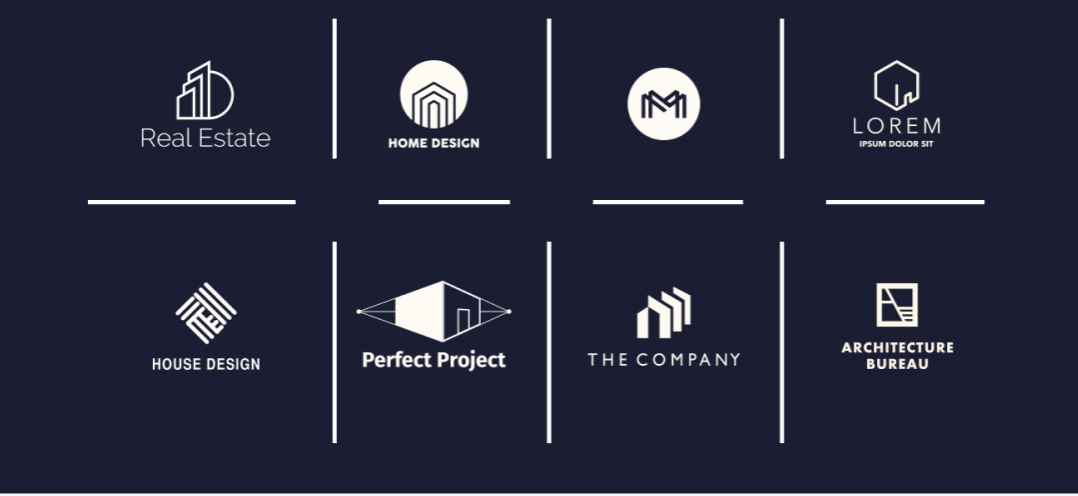 Real Estate
HOME DESIGN
M
LOREM
IPSUM DOLOR SIT
HOUSE DESIGN
Perfect Project
THE COMPANY
ARCHITECTURE
BUREAU